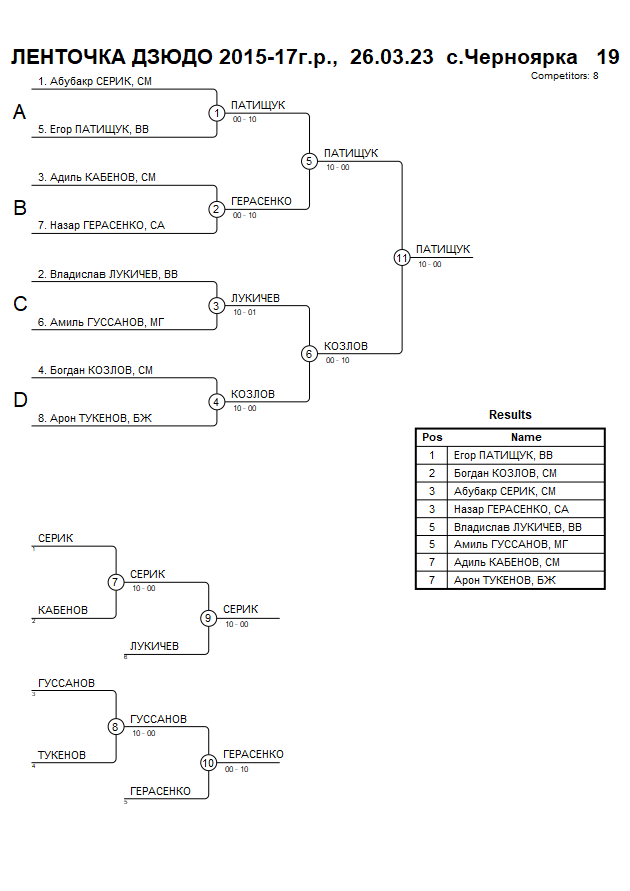 ЛЕНТОЧКА ДЗЮДО 2015-17г.р., 26.03.23 с.Черноярка 19
Competitors: 8
1. Абубакр СЕРИК, СМ
A
1
ПАТИЩУК
00 - 10
5. Егор ПАТИЩУК, ВВ
5
ПАТИЩУК
10 - 00
3. Адиль КАБЕНОВ, СМ
B
2
ГЕРАСЕНКО
00 - 10
7. Назар ГЕРАСЕНКО, СА
11
ПАТИЩУК
10 - 00
2. Владислав ЛУКИЧЕВ, ВВ
C
3
ЛУКИЧЕВ
10 - 01
6. Амиль ГУССАНОВ, МГ
6
КОЗЛОВ
00 - 10
4. Богдан КОЗЛОВ, СМ
D
4
КОЗЛОВ
10 - 00
8. Арон ТУКЕНОВ, БЖ
Results
Pos Name
1 Егор ПАТИЩУК, ВВ
2 Богдан КОЗЛОВ, СМ
3 Абубакр СЕРИК, СМ
3 Назар ГЕРАСЕНКО, СА
5 Владислав ЛУКИЧЕВ, ВВ
5 Амиль ГУССАНОВ, МГ
7 Адиль КАБЕНОВ, СМ
7 Арон ТУКЕНОВ, БЖ
СЕРИК
1
7
СЕРИК
10 - 00
КАБЕНОВ
2
9
СЕРИК
10 - 00
ЛУКИЧЕВ
6
ГУССАНОВ
3
8
ГУССАНОВ
10 - 00
ТУКЕНОВ
4
10
ГЕРАСЕНКО
00 - 10
ГЕРАСЕНКО
5